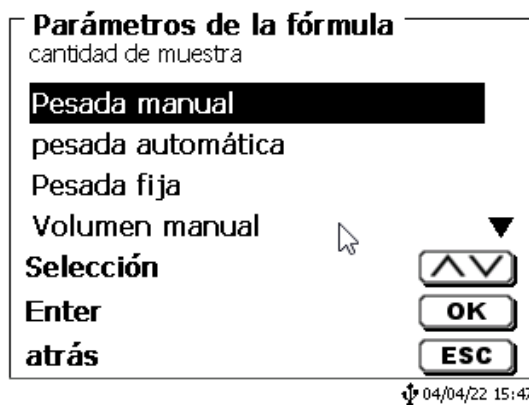 Parámetros de la fórmula
cantidad de muestra
Pesada manual
pesada automática
Pesada fija
Volumen manual
Selección
Enter OK
atrás ESC
04/04/22 15:47